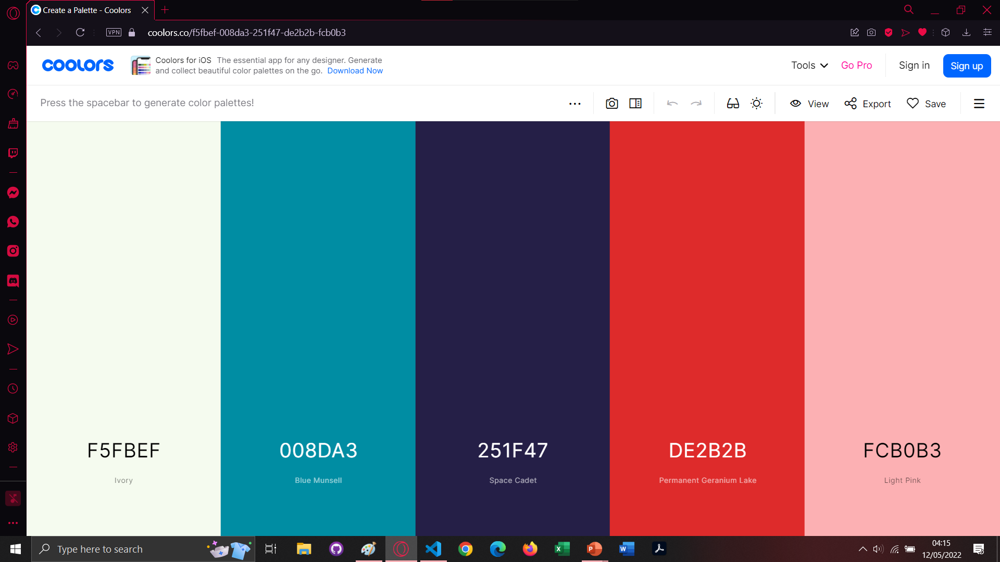 Create a Palette - Coolors
VPN
coolors.co/f5fbef-008da3-251f47-de2b2b-fcb0b3
coolors
Coolors for iOS The essential app for any designer. Generate
and collect beautiful color palettes on the go. Download Now
Tools
Go Pro
Sign in
Sign up
Press the spacebar to generate color palettes!
View
Export
Save
F5FBEF
Ivory
008DA3
Blue Munsell
251F47
Space Cadet
DE2B2B
Permanent Geranium Lake
FCB0B3
Light Pink
Type here to search
04:15
12/05/2022